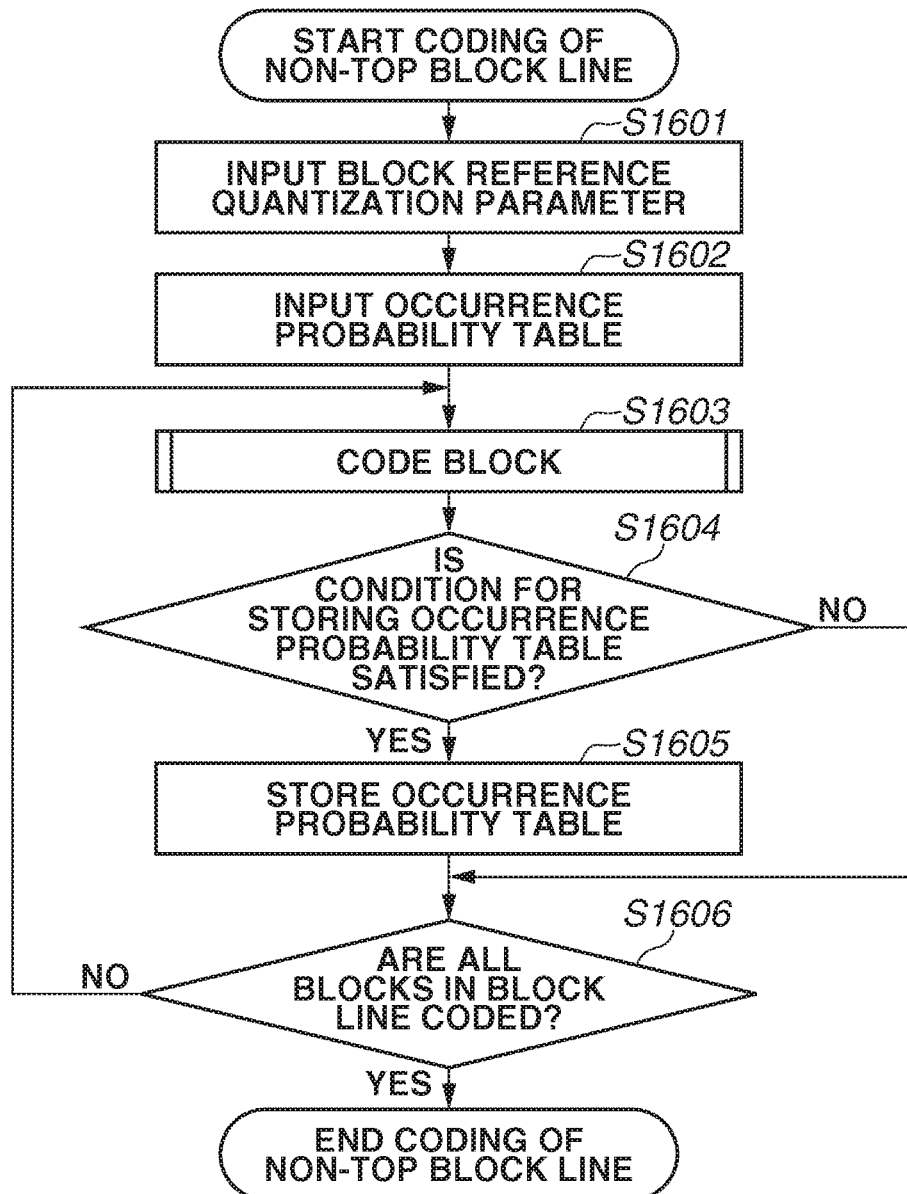 START CODING OF
NON-TOP BLOCK LINE
S1601
INPUT BLOCK REFERENCE
QUANTIZATION PARAMETER
S1602
INPUT OCCURRENCE
PROBABILITY TABLE
S1603
CODE BLOCK
S1604
IS
CONDITION FOR
STORING OCCURRENCE
PROBABILITY TABLE
SATISFIED?
NO
YES
S1605
STORE OCCURRENCE
PROBABILITY TABLE
S1606
ARE ALL
BLOCKS IN BLOCK
LINE CODED?
NO
YES
END CODING OF
NON-TOP BLOCK LINE